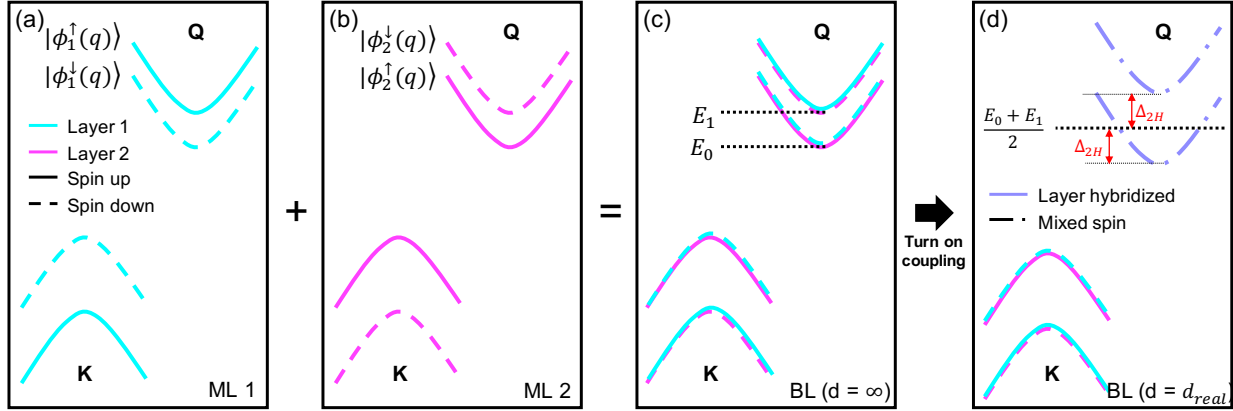 (a)
|ϕ₁↑(q)⟩
|ϕ₁↓(q)⟩
Q
Layer 1
Layer 2
Spin up
Spin down
K
ML 1
+
(b)
|ϕ₂↓(q)⟩
|ϕ₂↑(q)⟩
Q
K
ML 2
=
(c)
Q
E₁
E₀
K
BL (d = ∞)
Turn on
coupling
(d)
Q
Δ₂H
E₀ + E₁
2
Δ₂H
Layer hybridized
Mixed spin
K
BL (d = d_real)